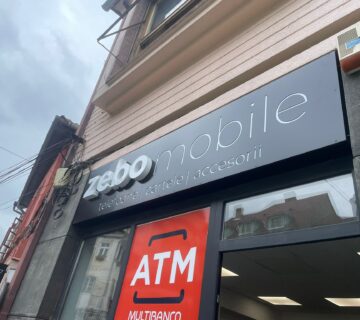 zebo mobile
telefoane | cartele | accesorii
ATM
MULTIBANCO